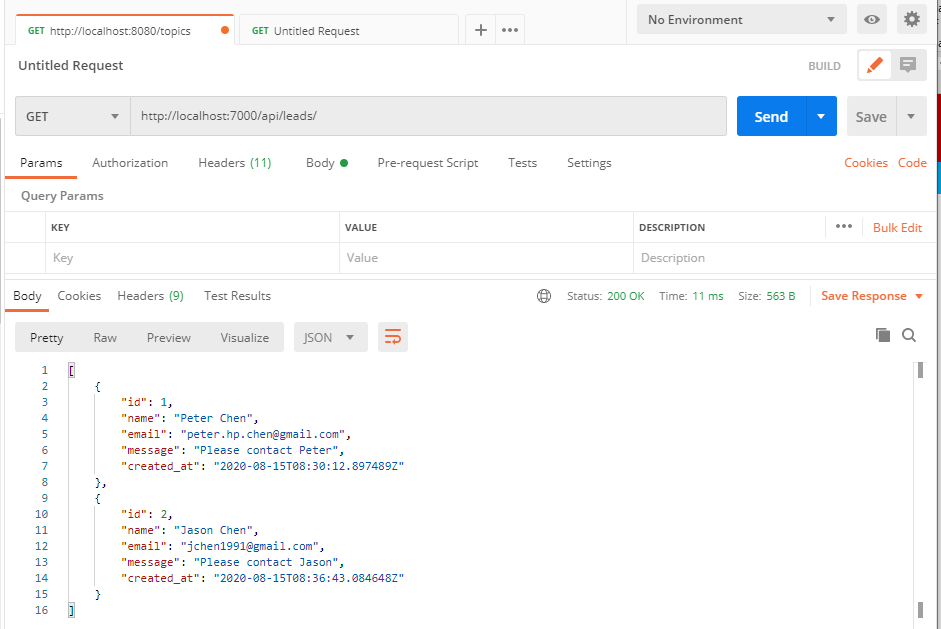 GET http://localhost:8080/topics
GET Untitled Request
No Environment
Untitled Request
BUILD
GET http://localhost:7000/api/leads/
Send
Save
Params Authorization Headers (11) Body Pre-request Script Tests Settings
Cookies Code
Query Params
KEY VALUE DESCRIPTION
Bulk Edit
Key Value Description
Body Cookies Headers (9) Test Results
Status: 200 OK Time: 11 ms Size: 563 B
Save Response
Pretty Raw Preview Visualize JSON
1 [
2 {
3 "id": 1,
4 "name": "Peter Chen",
5 "email": "peter.hp.chen@gmail.com",
6 "message": "Please contact Peter",
7 "created_at": "2020-08-15T08:30:12.897489Z"
8 },
9 {
10 "id": 2,
11 "name": "Jason Chen",
12 "email": "jchen1991@gmail.com",
13 "message": "Please contact Jason",
14 "created_at": "2020-08-15T08:36:43.084648Z"
15 }
16 ]